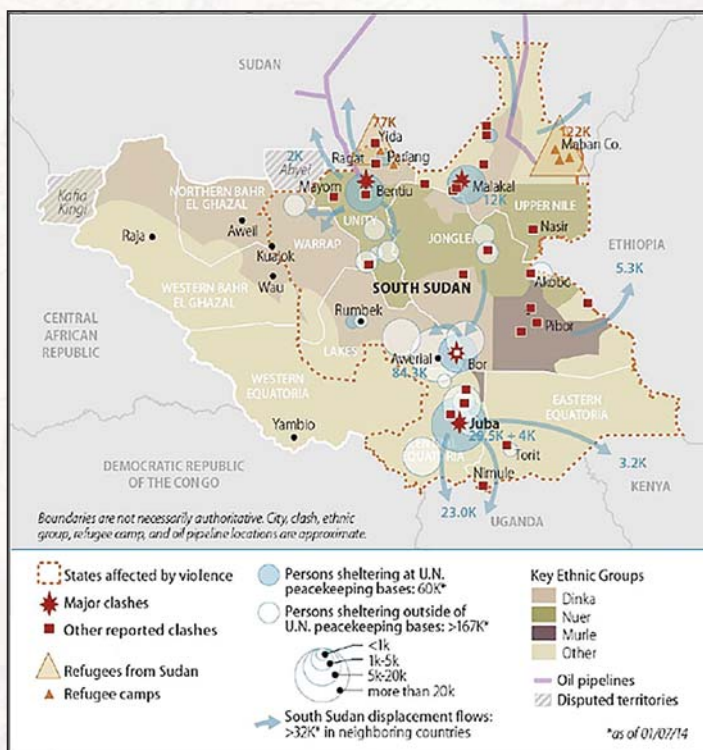 SUDAN
77K
Yida
122K
Maban Co.
2K
Abyei
Pariang
Kafia
Kingi
NORTHERN BAHR
EL GHAZAL
Mayom
Bentiu
Malakal
12K
UPPER NILE
Raja
Aweil
UNITY
Nasir
WARRAP
JONGLEI
ETHIOPIA
Kuajok
WESTERN BAHR
EL GHAZAL
Wau
SOUTH SUDAN
Akobo
5.3K
CENTRAL
AFRICAN
REPUBLIC
Rumbek
Pibor
LAKES
Awerial
Bor
84.3K
WESTERN
EQUATORIA
EASTERN
EQUATORIA
Yambio
Juba
29.5K + 4K
CENTRAL
EQUATORIA
Torit
3.2K
DEMOCRATIC REPUBLIC
OF THE CONGO
Nimule
KENYA
23.0K
UGANDA
Boundaries are not necessarily authoritative. City, clash, ethnic
group, refugee camp, and oil pipeline locations are approximate.
States affected by violence
Major clashes
Other reported clashes
Refugees from Sudan
Refugee camps
Persons sheltering at U.N.
peacekeeping bases: 60K*
Persons sheltering outside of
U.N. peacekeeping bases: >167K*
<1k
1k-5k
5k-20k
more than 20k
South Sudan displacement flows:
>32K* in neighboring countries
Key Ethnic Groups
Dinka
Nuer
Murle
Other
Oil pipelines
Disputed territories
*as of 01/07/14